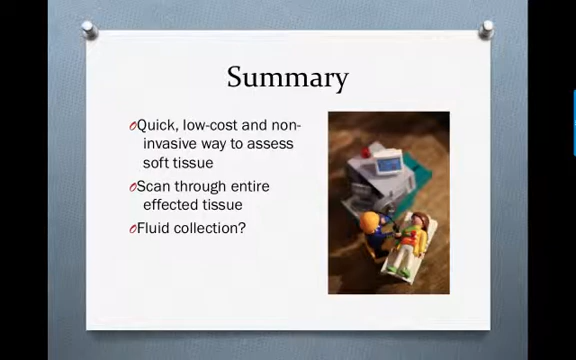 Summary
Quick, low-cost and non-
invasive way to assess
soft tissue
Scan through entire
effected tissue
Fluid collection?